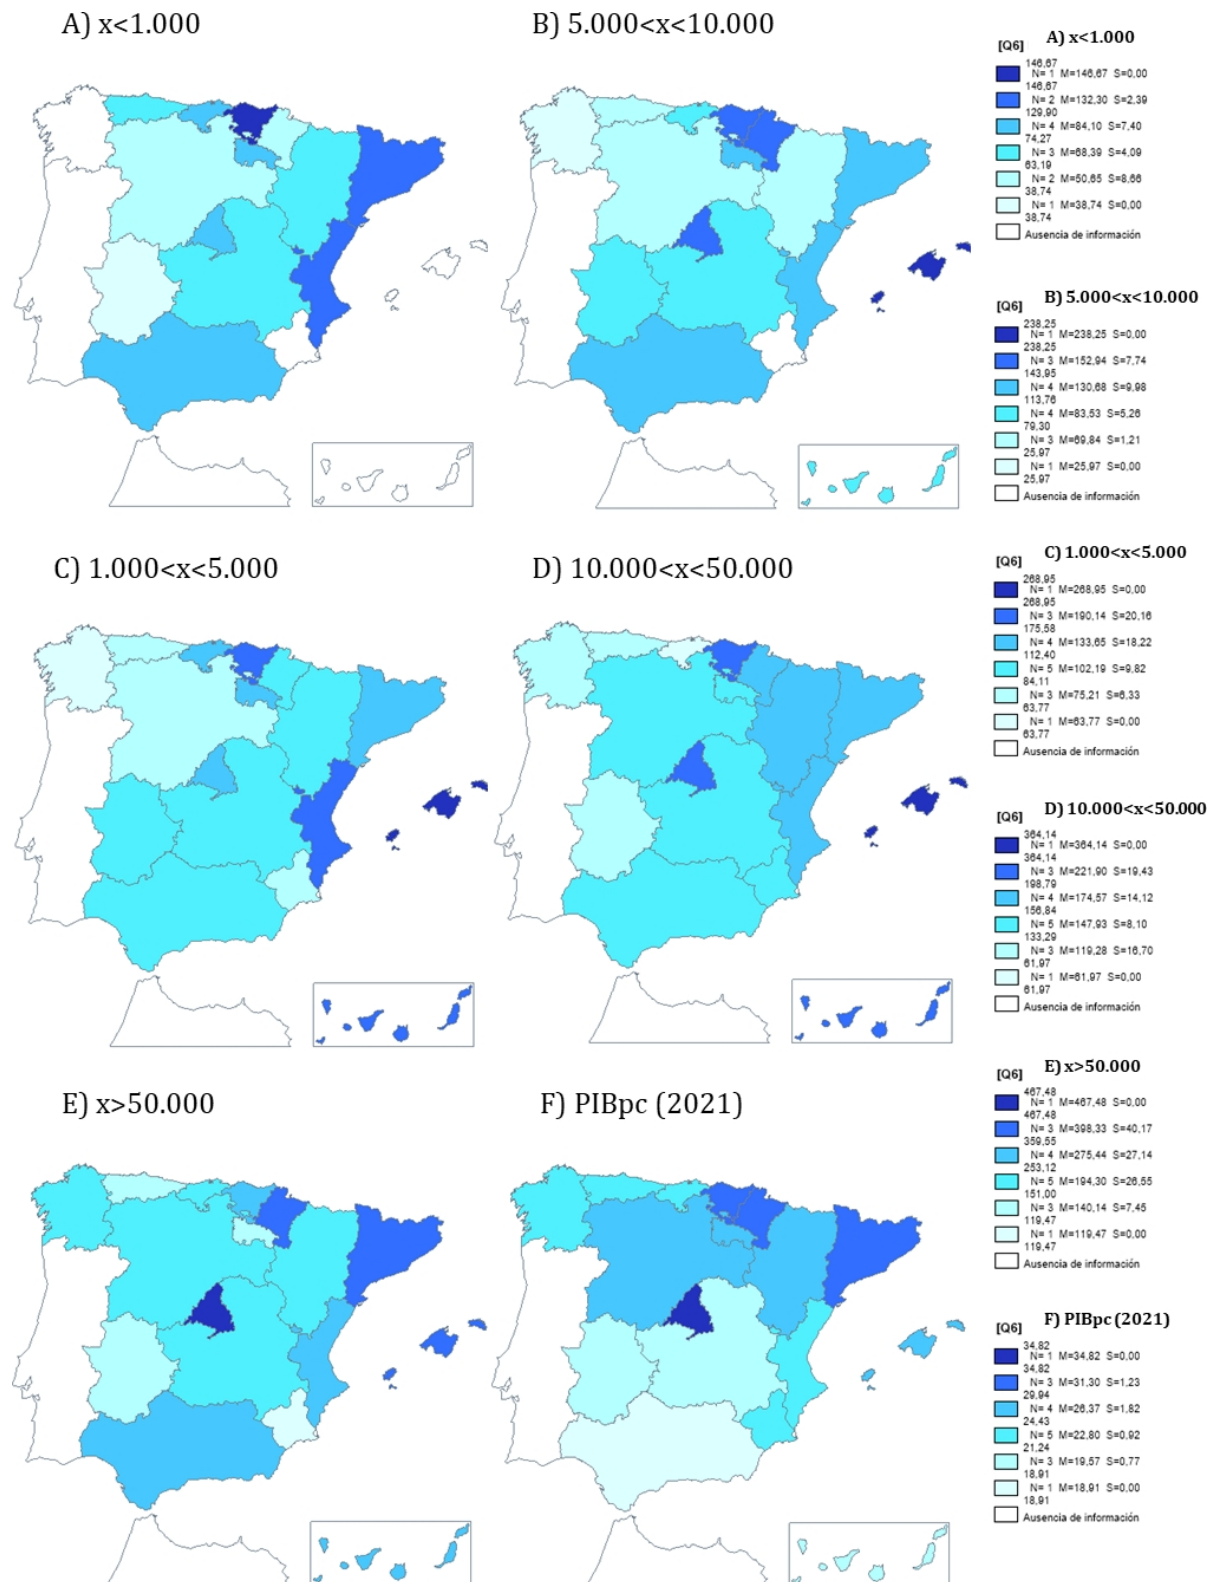 A) x<1.000
B) 5.000<x<10.000
C) 1.000<x<5.000
D) 10.000<x<50.000
E) x>50.000
F) PIBpc (2021)
A) x<1.000
[Q6]
146,67
N= 1 M=146,67 S=0,00
146,67
N= 2 M=132,30 S=2,39
129,90
N= 4 M=84,10 S=7,40
74,27
N= 3 M=68,39 S=4,09
63,19
N= 2 M=50,65 S=8,66
38,74
N= 1 M=38,74 S=0,00
38,74
Ausencia de información
B) 5.000<x<10.000
[Q6]
238,25
N= 1 M=238,25 S=0,00
238,25
N= 3 M=152,94 S=7,74
143,95
N= 4 M=130,68 S=9,98
113,76
N= 4 M=83,53 S=5,26
79,30
N= 3 M=69,84 S=1,21
25,97
N= 1 M=25,97 S=0,00
25,97
Ausencia de información
C) 1.000<x<5.000
[Q6]
268,95
N= 1 M=268,95 S=0,00
268,95
N= 3 M=190,14 S=20,16
175,58
N= 4 M=133,65 S=18,22
112,40
N= 5 M=102,19 S=9,82
84,11
N= 3 M=75,21 S=6,33
63,77
N= 1 M=63,77 S=0,00
63,77
Ausencia de información
D) 10.000<x<50.000
[Q6]
364,14
N= 1 M=364,14 S=0,00
364,14
N= 3 M=221,90 S=19,43
198,79
N= 4 M=174,57 S=14,12
156,84
N= 5 M=147,93 S=8,10
133,29
N= 3 M=119,28 S=16,70
61,97
N= 1 M=61,97 S=0,00
61,97
Ausencia de información
E) x>50.000
[Q6]
467,48
N= 1 M=467,48 S=0,00
467,48
N= 3 M=398,33 S=40,17
359,55
N= 4 M=275,44 S=27,14
253,12
N= 5 M=194,30 S=26,55
151,00
N= 3 M=140,14 S=7,45
119,47
N= 1 M=119,47 S=0,00
119,47
Ausencia de información
F) PIBpc (2021)
[Q6]
34,82
N= 1 M=34,82 S=0,00
34,82
N= 3 M=31,30 S=1,23
29,94
N= 4 M=26,37 S=1,82
24,43
N= 5 M=22,80 S=0,92
21,24
N= 3 M=19,57 S=0,77
18,91
N= 1 M=18,91 S=0,00
18,91
Ausencia de información